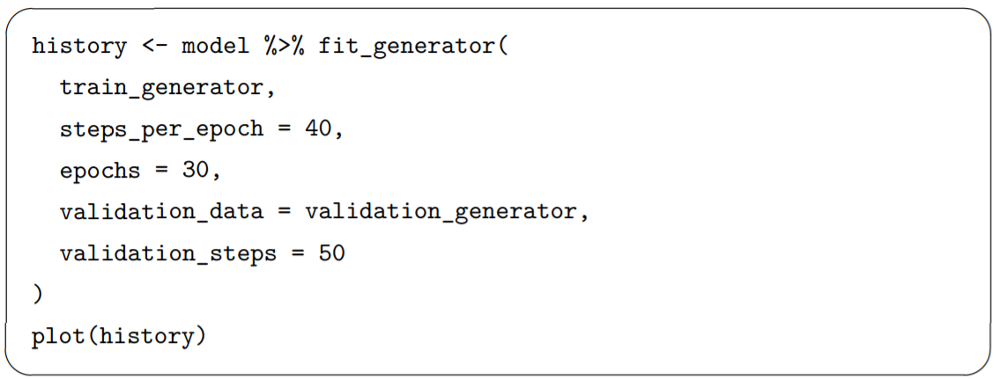 history <- model %>% fit_generator(
  train_generator,
  steps_per_epoch = 40,
  epochs = 30,
  validation_data = validation_generator,
  validation_steps = 50
)
plot(history)